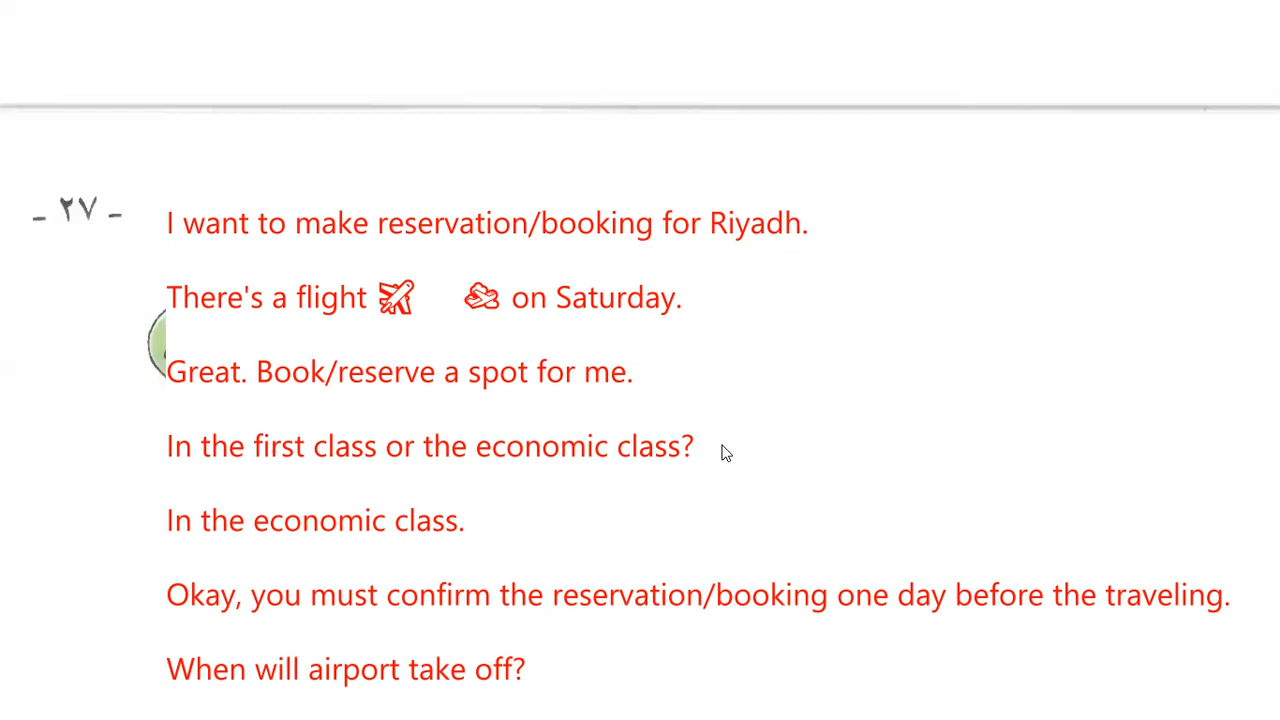 - ٢٧ -
I want to make reservation/booking for Riyadh.
There's a flight ✈ 🛬 on Saturday.
Great. Book/reserve a spot for me.
In the first class or the economic class?
In the economic class.
Okay, you must confirm the reservation/booking one day before the traveling.
When will airport take off?